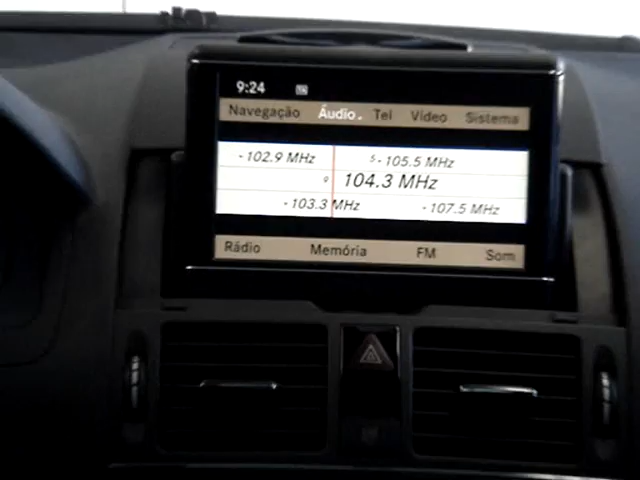 9:24
Navegação Áudio Tel Vídeo Sistema
-102.9 MHz 5-105.5 MHz
9 104.3 MHz
-103.3 MHz -107.5 MHz
Rádio Memória FM Som